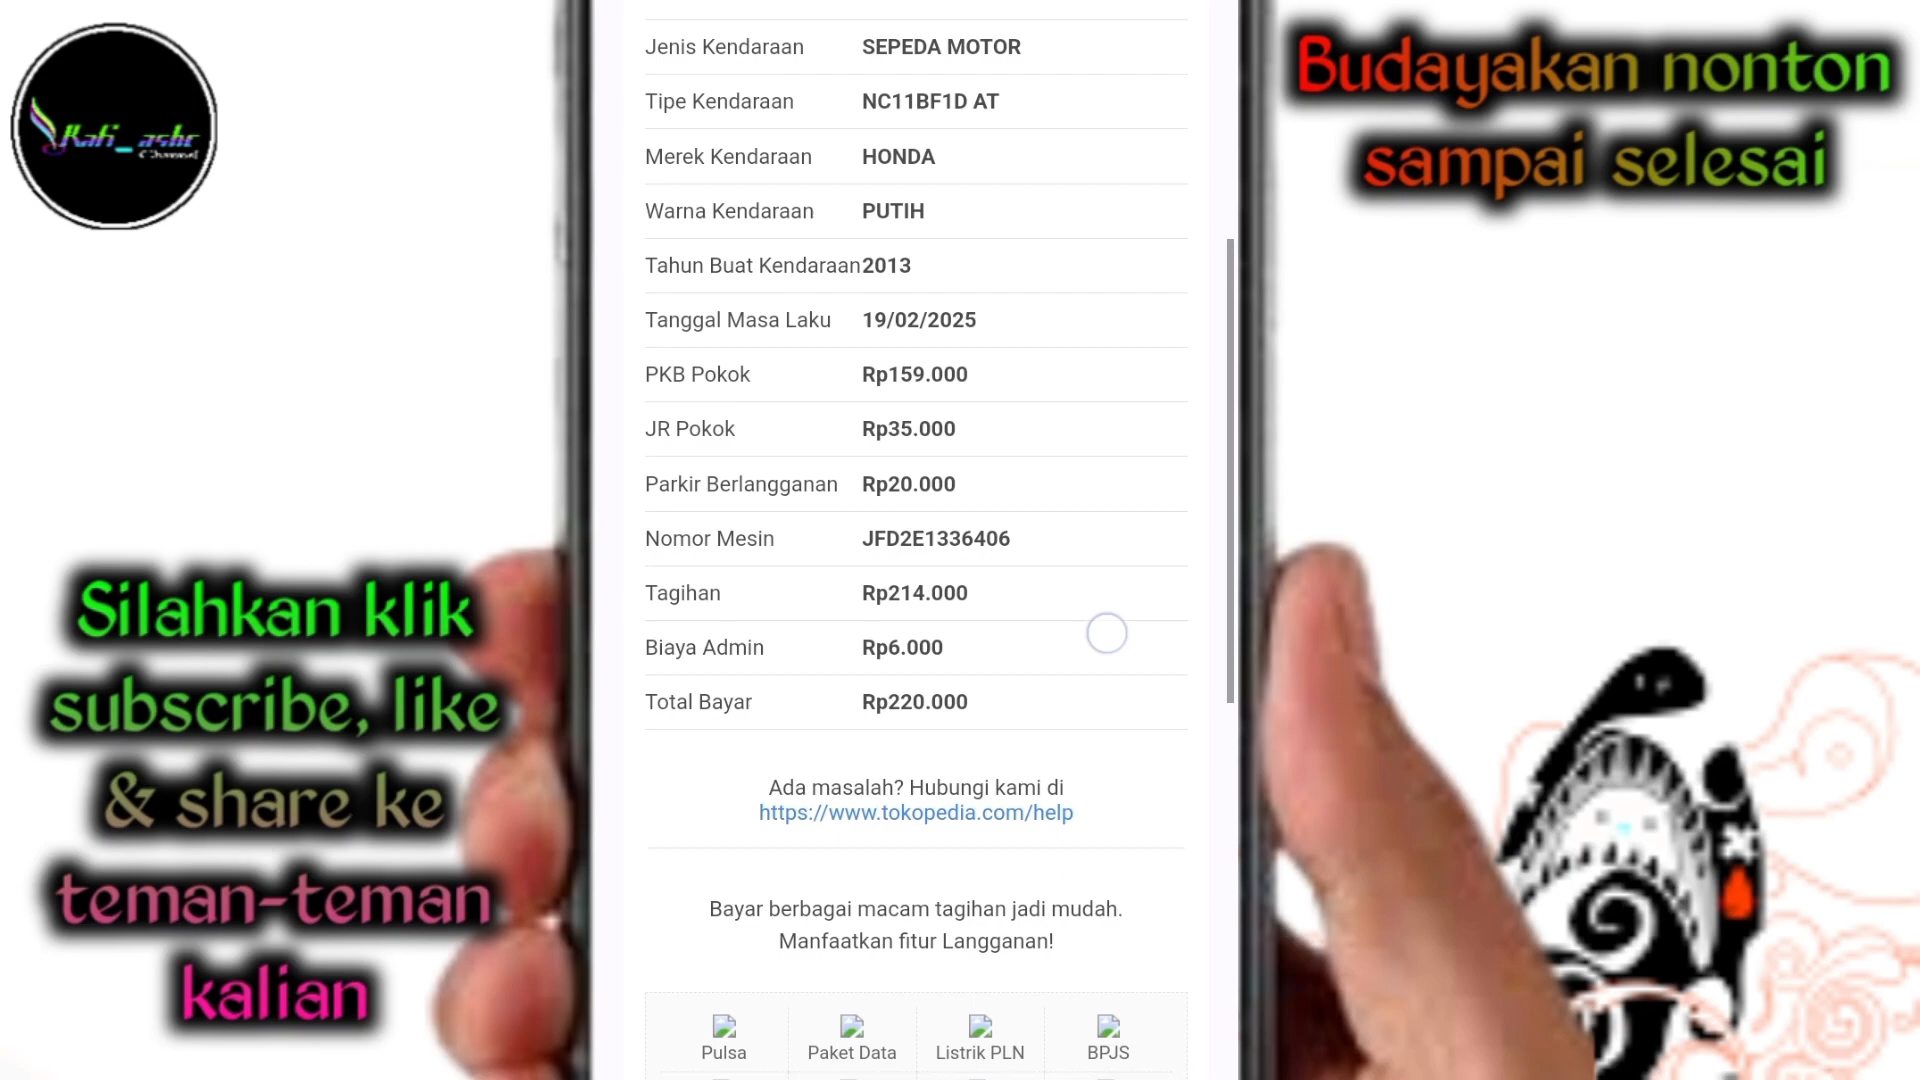 Rafi_ashr
Channel
Budayakan nonton
sampai selesai
Jenis Kendaraan SEPEDA MOTOR
Tipe Kendaraan NC11BF1D AT
Merek Kendaraan HONDA
Warna Kendaraan PUTIH
Tahun Buat Kendaraan 2013
Tanggal Masa Laku 19/02/2025
PKB Pokok Rp159.000
JR Pokok Rp35.000
Parkir Berlangganan Rp20.000
Nomor Mesin JFD2E1336406
Tagihan Rp214.000
Biaya Admin Rp6.000
Total Bayar Rp220.000
Silahkan klik
subscribe, like
& share ke
teman-teman
kalian
Ada masalah? Hubungi kami di
https://www.tokopedia.com/help
Bayar berbagai macam tagihan jadi mudah.
Manfaatkan fitur Langganan!
Pulsa Paket Data Listrik PLN BPJS